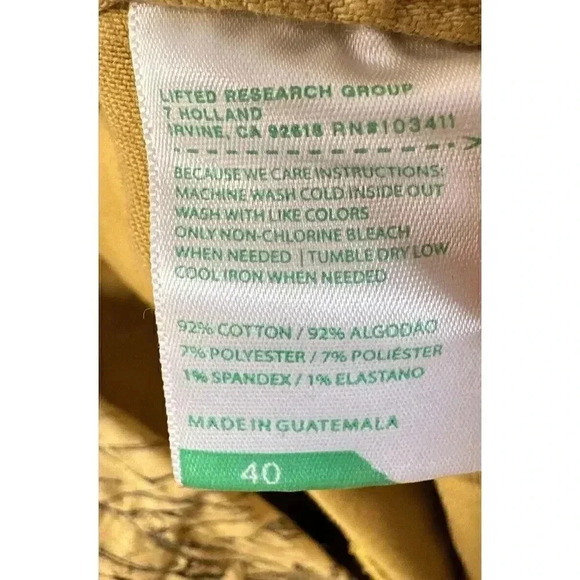 LIFTED RESEARCH GROUP
7 HOLLAND
IRVINE, CA 92618 RN#103411
BECAUSE WE CARE INSTRUCTIONS:
MACHINE WASH COLD INSIDE OUT
WASH WITH LIKE COLORS
ONLY NON-CHLORINE BLEACH
WHEN NEEDED | TUMBLE DRY LOW
COOL IRON WHEN NEEDED
92% COTTON / 92% ALGODÃO
7% POLYESTER / 7% POLIÉSTER
1% SPANDEX / 1% ELASTANO
MADE IN GUATEMALA
40